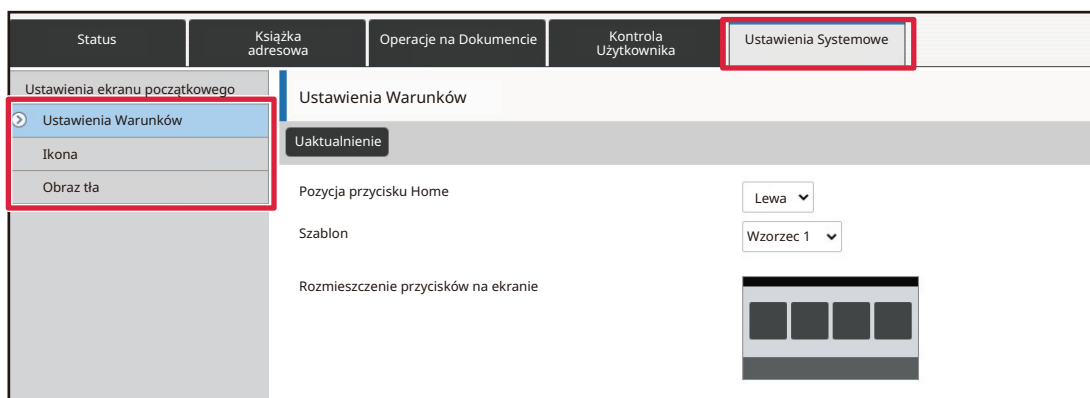 Status
Książka
adresowa
Operacje na Dokumencie
Kontrola
Użytkownika
Ustawienia Systemowe
Ustawienia ekranu początkowego
Ustawienia Warunków
Ikona
Obraz tła
Ustawienia Warunków
Uaktualnienie
Pozycja przycisku Home
Lewa
Szablon
Wzorzec 1
Rozmieszczenie przycisków na ekranie